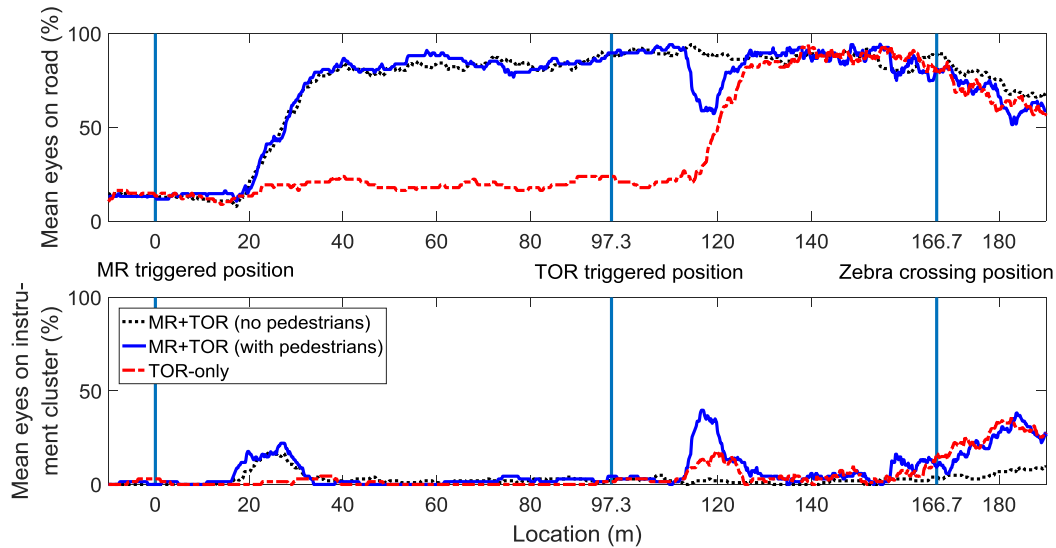 Mean eyes on road (%)
100
50
0
0
20
40
60
80
97.3
120
140
166.7
180
MR triggered position
TOR triggered position
Zebra crossing position
Mean eyes on instru-
ment cluster (%)
100
50
0
MR+TOR (no pedestrians)
MR+TOR (with pedestrians)
TOR-only
0
20
40
60
80
97.3
120
140
166.7
180
Location (m)